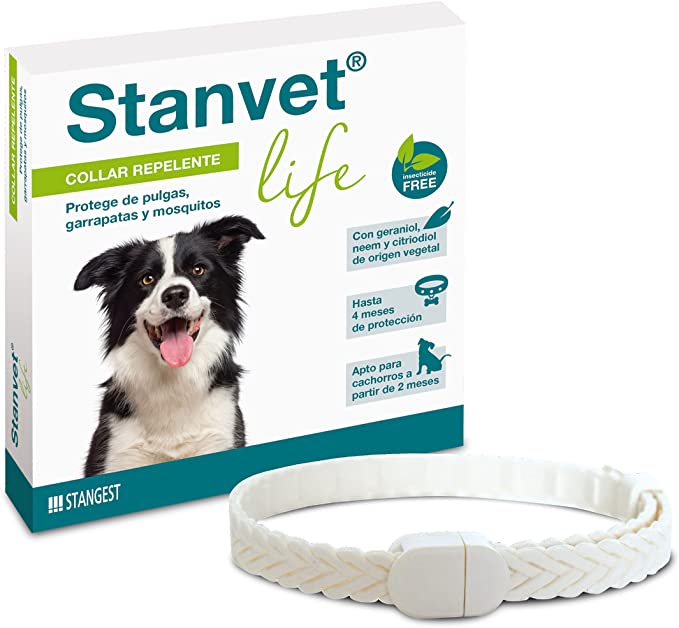 Stanvet®
life
COLLAR REPELENTE
Protege de pulgas,
garrapatas y mosquitos
insecticide
FREE
Con geraniol,
neem y citriodiol
de origen vegetal
Hasta
4 meses
de protección
Apto para
cachorros a
partir de 2 meses
STANGEST
COLLAR REPELENTE
Protege de pulgas,
garrapatas y mosquitos
Stanvet®
life